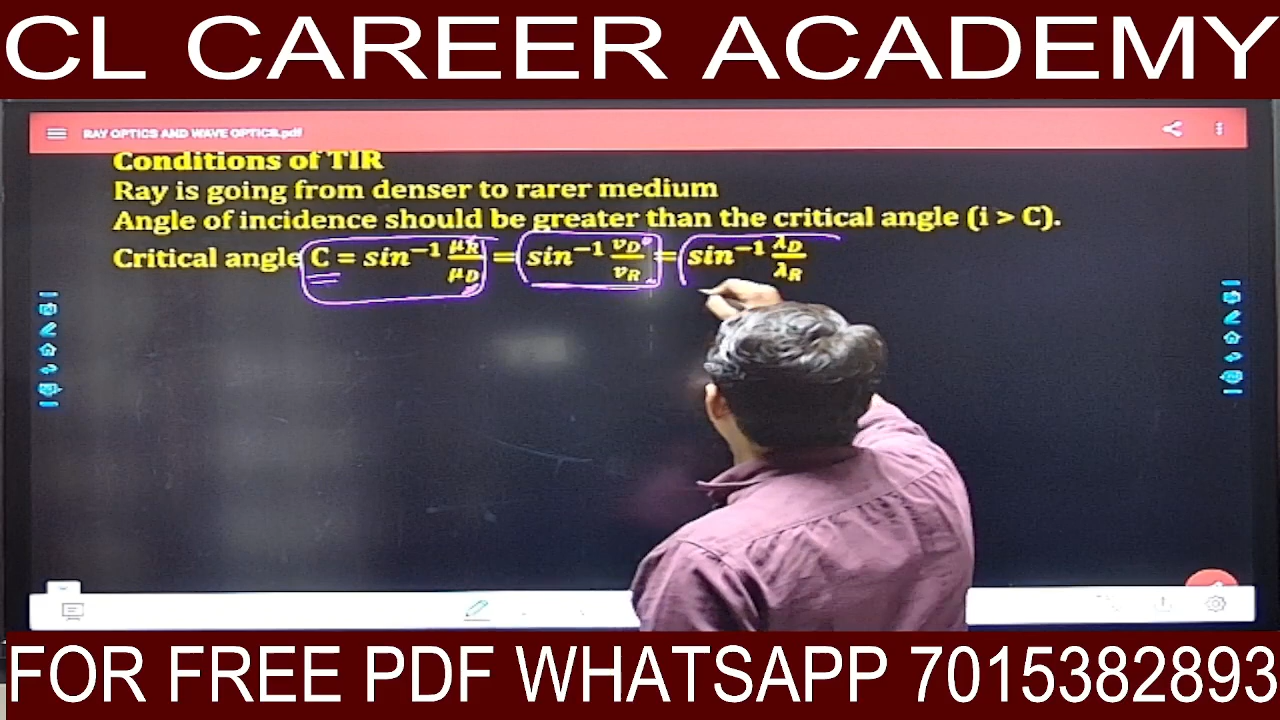 CL CAREER ACADEMY
RAY OPTICS AND WAVE OPTICS.pdf
Conditions of TIR
Ray is going from denser to rarer medium
Angle of incidence should be greater than the critical angle (i > C).
Critical angle C = sin⁻¹ μR/μD = sin⁻¹ vD/vR = sin⁻¹ λD/λR
FOR FREE PDF WHATSAPP 7015382893